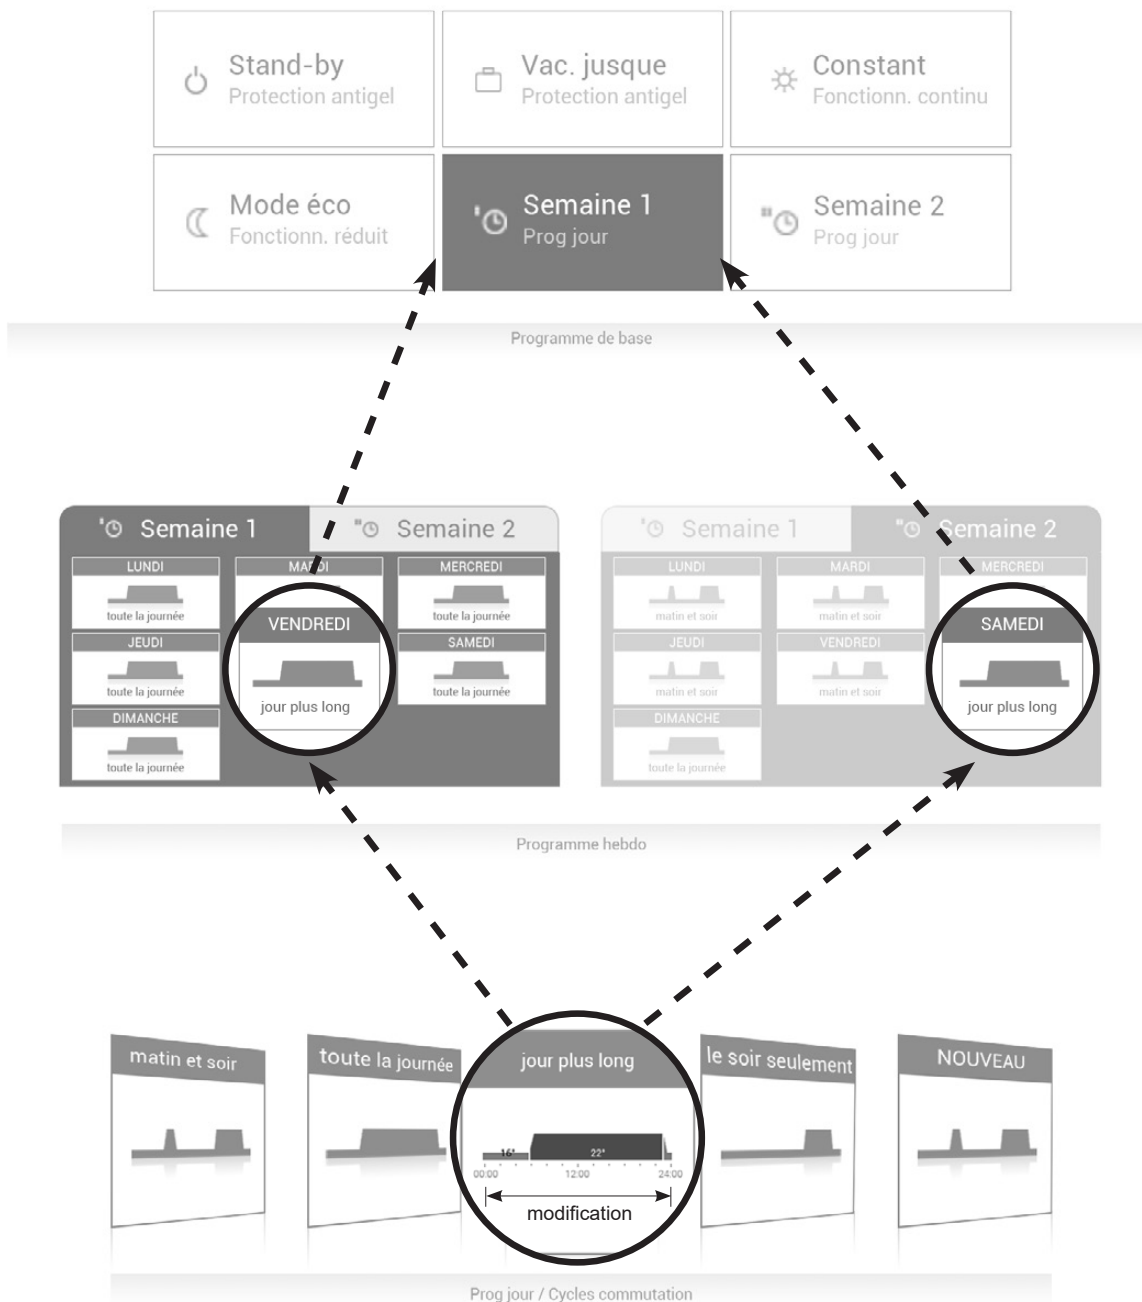 Stand-by
Protection antigel
Vac. jusque
Protection antigel
Constant
Fonctionn. continu
Mode éco
Fonctionn. réduit
Semaine 1
Prog jour
Semaine 2
Prog jour
Programme de base
Semaine 1
Semaine 2
LUNDI
toute la journée
MARDI
MERCREDI
toute la journée
JEUDI
toute la journée
VENDREDI
jour plus long
SAMEDI
toute la journée
DIMANCHE
toute la journée
Semaine 1
Semaine 2
LUNDI
matin et soir
MARDI
matin et soir
MERCREDI
JEUDI
matin et soir
VENDREDI
matin et soir
SAMEDI
jour plus long
DIMANCHE
toute la journée
Programme hebdo
matin et soir
toute la journée
jour plus long
16°
22°
00:00
12:00
24:00
modification
le soir seulement
NOUVEAU
Prog jour / Cycles commutation